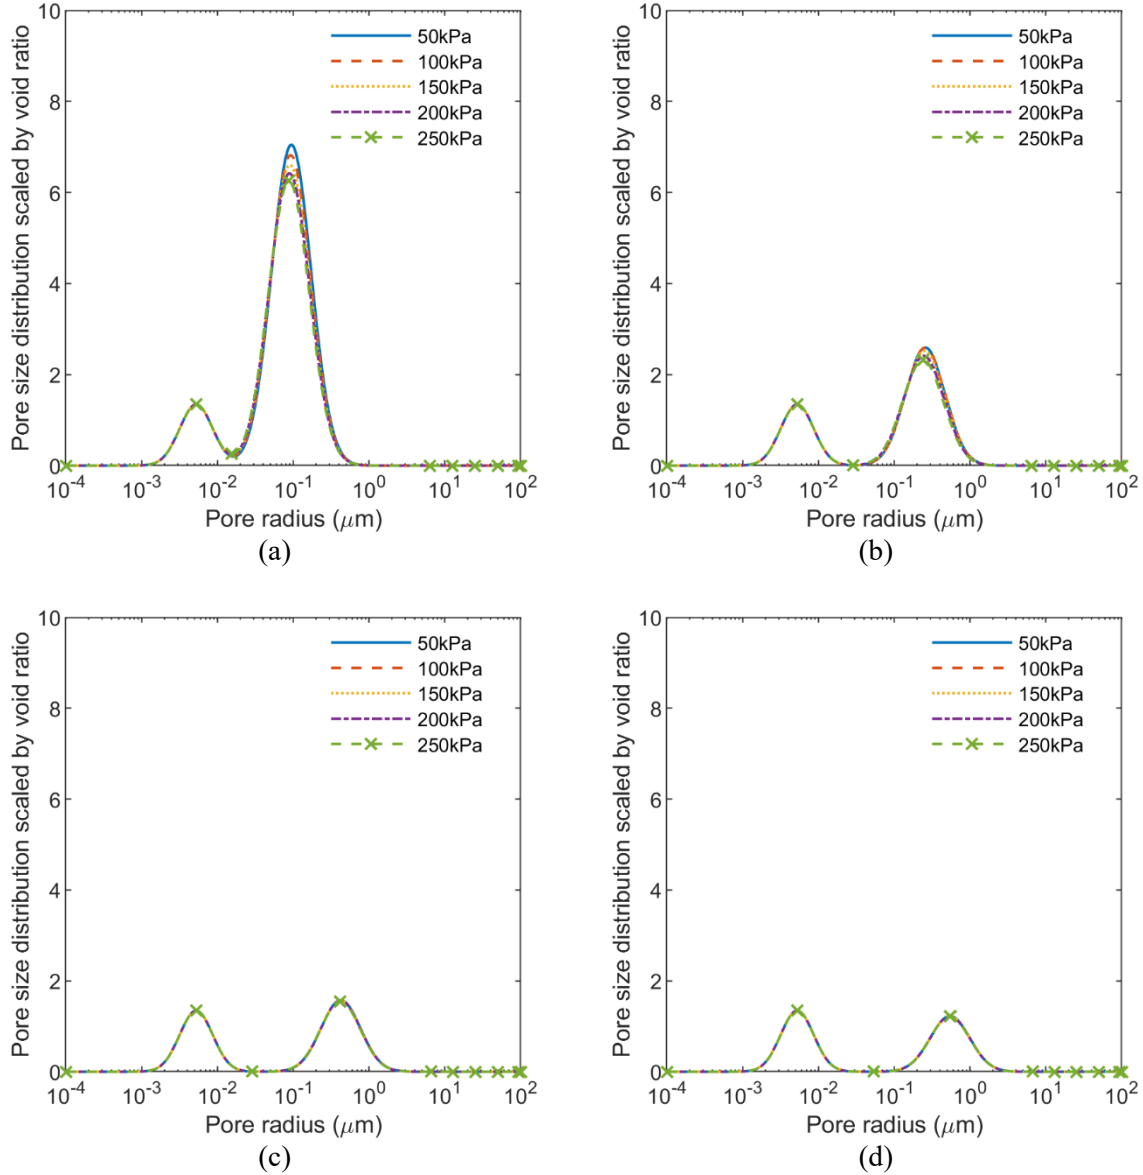 Pore size distribution scaled by void ratio
10
8
6
4
2
0
50kPa
100kPa
150kPa
200kPa
250kPa
10^-4 10^-3 10^-2 10^-1 10^0 10^1 10^2
Pore radius (μm)
(a)
Pore size distribution scaled by void ratio
10
8
6
4
2
0
50kPa
100kPa
150kPa
200kPa
250kPa
10^-4 10^-3 10^-2 10^-1 10^0 10^1 10^2
Pore radius (μm)
(b)
Pore size distribution scaled by void ratio
10
8
6
4
2
0
50kPa
100kPa
150kPa
200kPa
250kPa
10^-4 10^-3 10^-2 10^-1 10^0 10^1 10^2
Pore radius (μm)
(c)
Pore size distribution scaled by void ratio
10
8
6
4
2
0
50kPa
100kPa
150kPa
200kPa
250kPa
10^-4 10^-3 10^-2 10^-1 10^0 10^1 10^2
Pore radius (μm)
(d)